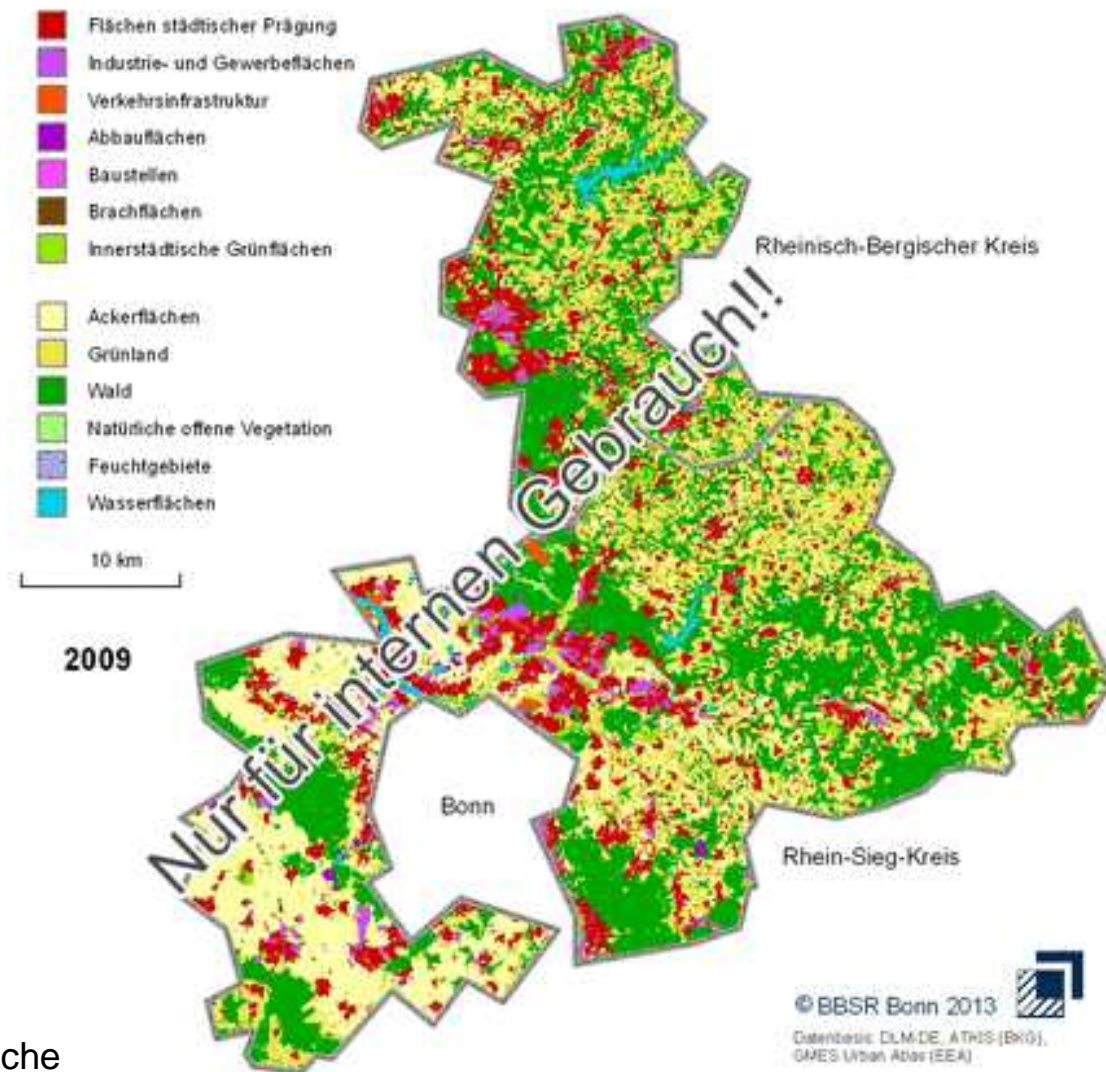 Flächen städtischer Prägung
Industrie- und Gewerbeflächen
Verkehrsinfrastruktur
Abbauflächen
Baustellen
Brachflächen
Innerstädtische Grünflächen
Ackerflächen
Grünland
Wald
Natürliche offene Vegetation
Feuchtgebiete
Wasserflächen
10 km
2009
Rheinisch-Bergischer Kreis
Nur für internen Gebrauch!!
Bonn
Rhein-Sieg-Kreis
© BBSR Bonn 2013
Datenbasis: DLM-DE, ATKIS (BKG),
GMES Urban Atlas (EEA)
che